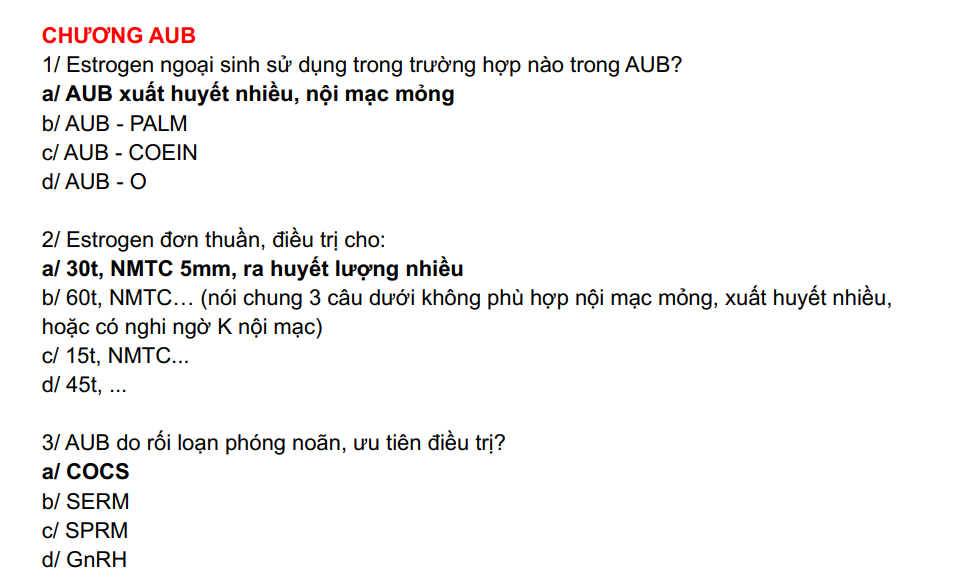 CHƯƠNG AUB
1/ Estrogen ngoại sinh sử dụng trong trường hợp nào trong AUB?
a/ AUB xuất huyết nhiều, nội mạc mỏng
b/ AUB - PALM
c/ AUB - COEIN
d/ AUB - O
2/ Estrogen đơn thuần, điều trị cho:
a/ 30t, NMTC 5mm, ra huyết lượng nhiều
b/ 60t, NMTC… (nói chung 3 câu dưới không phù hợp nội mạc mỏng, xuất huyết nhiều,
hoặc có nghi ngờ K nội mạc)
c/ 15t, NMTC...
d/ 45t, ...
3/ AUB do rối loạn phóng noãn, ưu tiên điều trị?
a/ COCS
b/ SERM
c/ SPRM
d/ GnRH